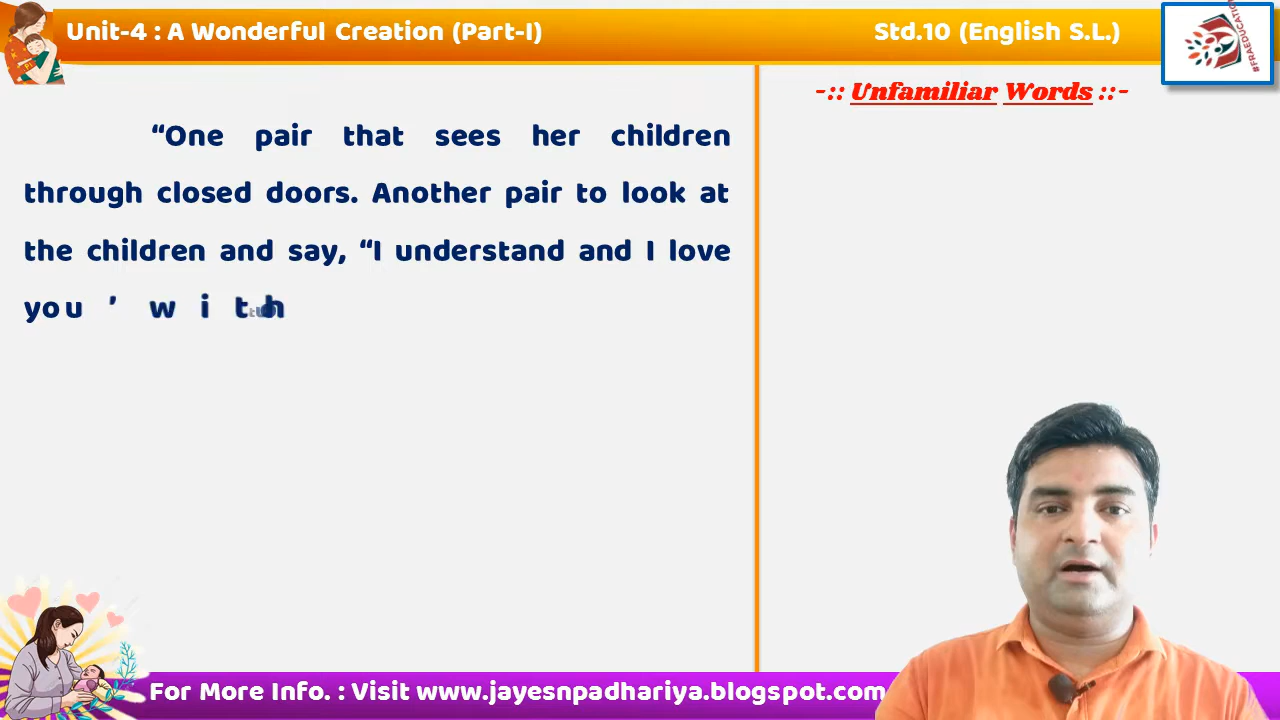 Unit-4 : A Wonderful Creation (Part-I)
Std.10 (English S.L.)
#FRAEDUCATION
-:: Unfamiliar Words ::-
“One pair that sees her children
through closed doors. Another pair to look at
the children and say, “I understand and I love
you ’ with
For More Info. : Visit www.jayesnpadhariya.blogspot.com